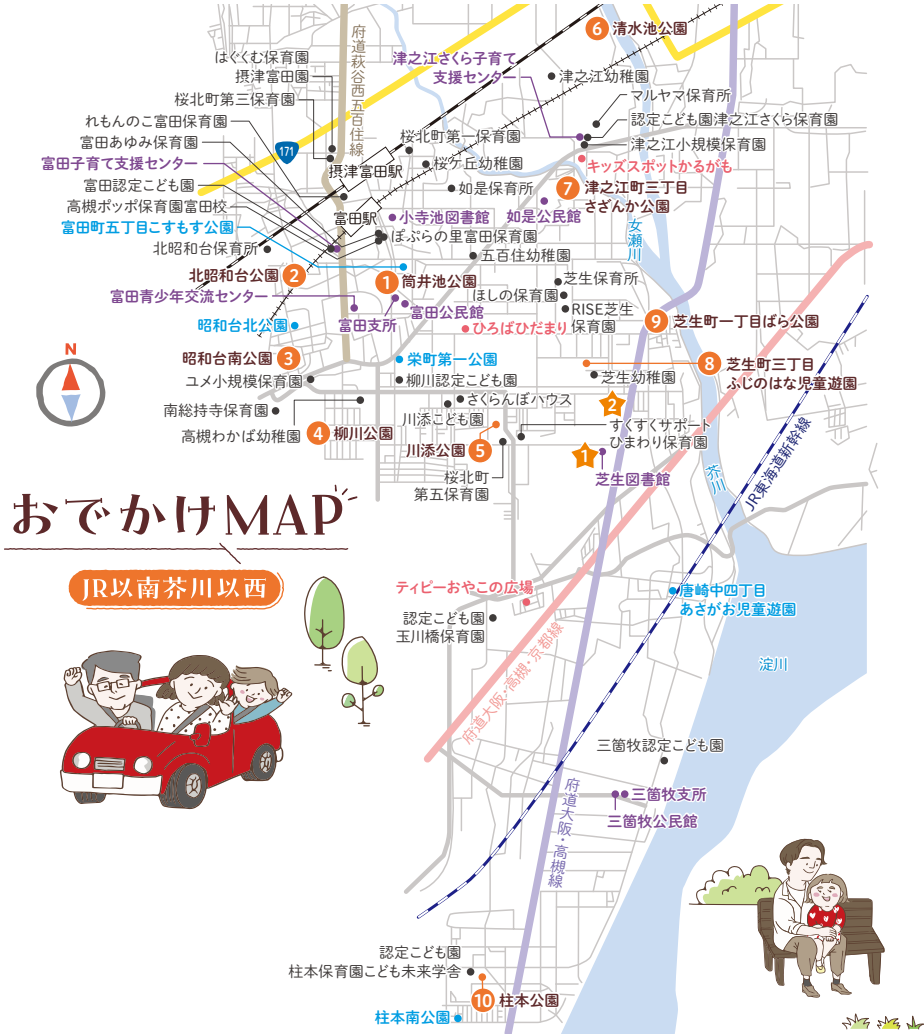 6 清水池公園
府道萩谷西五百住線
はぐくむ保育園
摂津富田園
桜北町第三保育園
れもんのこ富田保育園
富田あゆみ保育園
富田子育て支援センター
富田認定こども園
高槻ポッポ保育園富田校
富田町五丁目こすもす公園
北昭和台保育所
北昭和台公園 2
富田青少年交流センター
昭和台北公園
昭和台南公園 3
ユメ小規模保育園
南総持寺保育園
高槻わかば幼稚園
4 柳川公園
171
摂津富田駅
富田駅
津之江さくら子育て
支援センター
津之江幼稚園
マルヤマ保育所
認定こども園津之江さくら保育園
津之江小規模保育園
キッズスポットかるがも
桜北町第一保育園
桜ケ丘幼稚園
如是保育所
7 津之江町三丁目
さざんか公園
小寺池図書館
如是公民館
女瀬川
ぽぷらの里富田保育園
五百住幼稚園
1 筒井池公園
芝生保育所
ほしの保育園
RISE芝生
保育園
富田公民館
富田支所
ひろばひだまり
9 芝生町一丁目ばら公園
栄町第一公園
8 芝生町三丁目
ふじのはな児童遊園
柳川認定こども園
芝生幼稚園
さくらんぼハウス
2
川添こども園
すくすくサポート
ひまわり保育園
川添公園 5
1
桜北町
第五保育園
芝生図書館
芥川
JR東海道新幹線
N
おでかけMAP
JR以南芥川以西
ティピーおやこの広場
認定こども園
玉川橋保育園
唐崎中四丁目
あさがお児童遊園
府道大阪・高槻・京都線
淀川
三箇牧認定こども園
三箇牧支所
三箇牧公民館
府道大阪・高槻線
認定こども園
柱本保育園こども未来学舎
10 柱本公園
柱本南公園